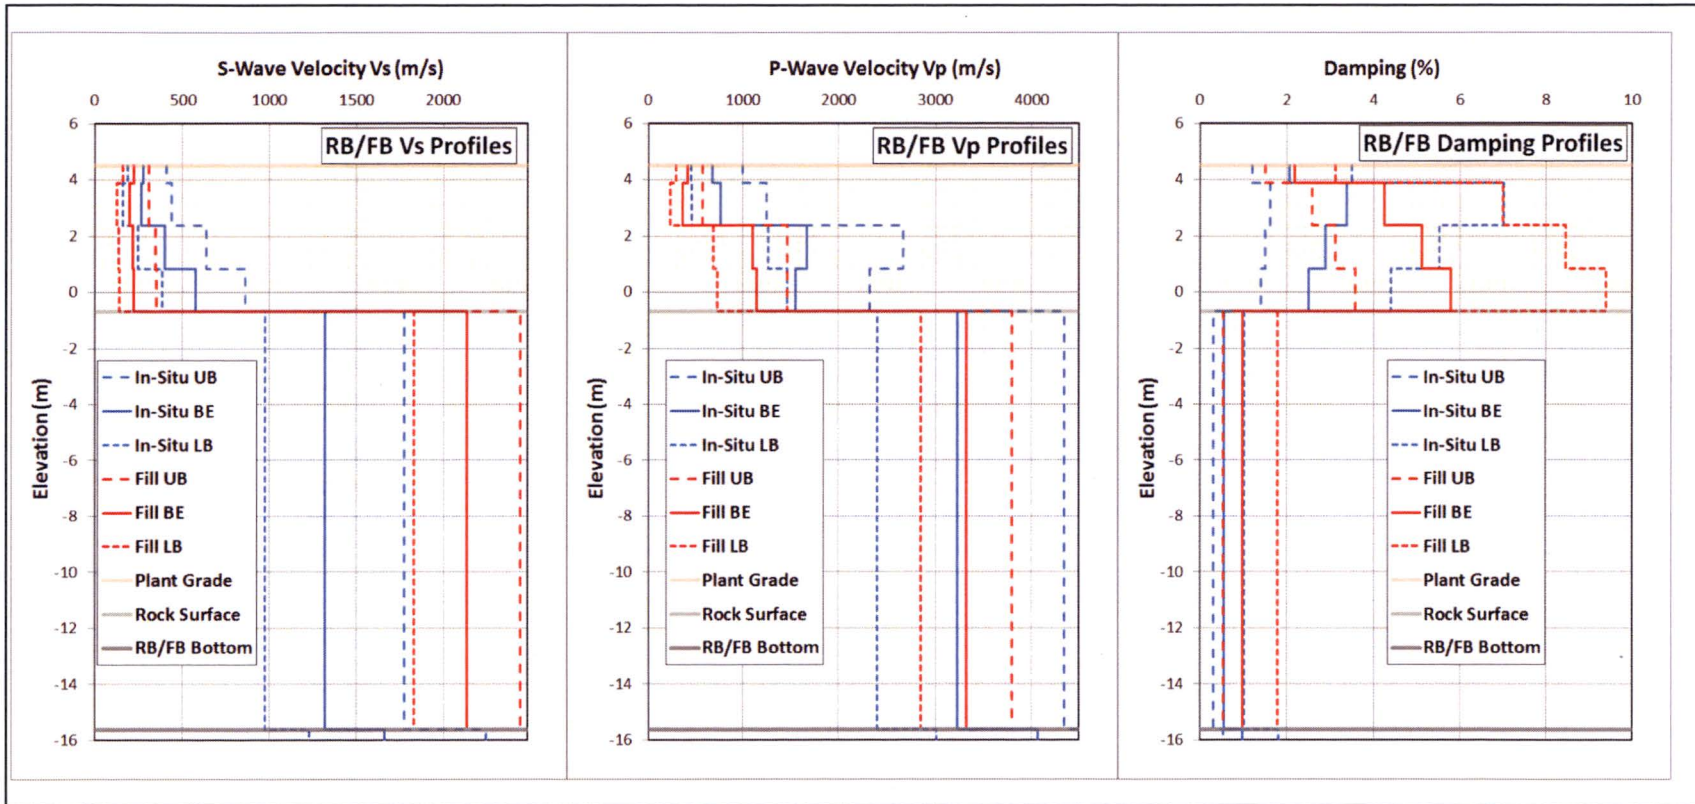 S-Wave Velocity Vs (m/s)
0 500 1000 1500 2000
6
4
2
0
-2
-4
-6
-8
-10
-12
-14
-16
Elevation (m)
RB/FB Vs Profiles
In-Situ UB
In-Situ BE
In-Situ LB
Fill UB
Fill BE
Fill LB
Plant Grade
Rock Surface
RB/FB Bottom
P-Wave Velocity Vp (m/s)
0 1000 2000 3000 4000
6
4
2
0
-2
-4
-6
-8
-10
-12
-14
-16
Elevation (m)
RB/FB Vp Profiles
In-Situ UB
In-Situ BE
In-Situ LB
Fill UB
Fill BE
Fill LB
Plant Grade
Rock Surface
RB/FB Bottom
Damping (%)
0 2 4 6 8 10
6
4
2
0
-2
-4
-6
-8
-10
-12
-14
-16
Elevation (m)
RB/FB Damping Profiles
In-Situ UB
In-Situ BE
In-Situ LB
Fill UB
Fill BE
Fill LB
Plant Grade
Rock Surface
RB/FB Bottom